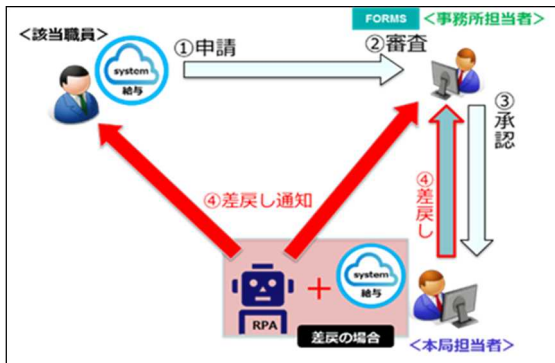 FORMS
<事務所担当者>
<該当職員>
①申請
②審査
system
給与
③承認
④差戻し通知
④差戻し
system
給与
RPA
+
差戻の場合
<本局担当者>